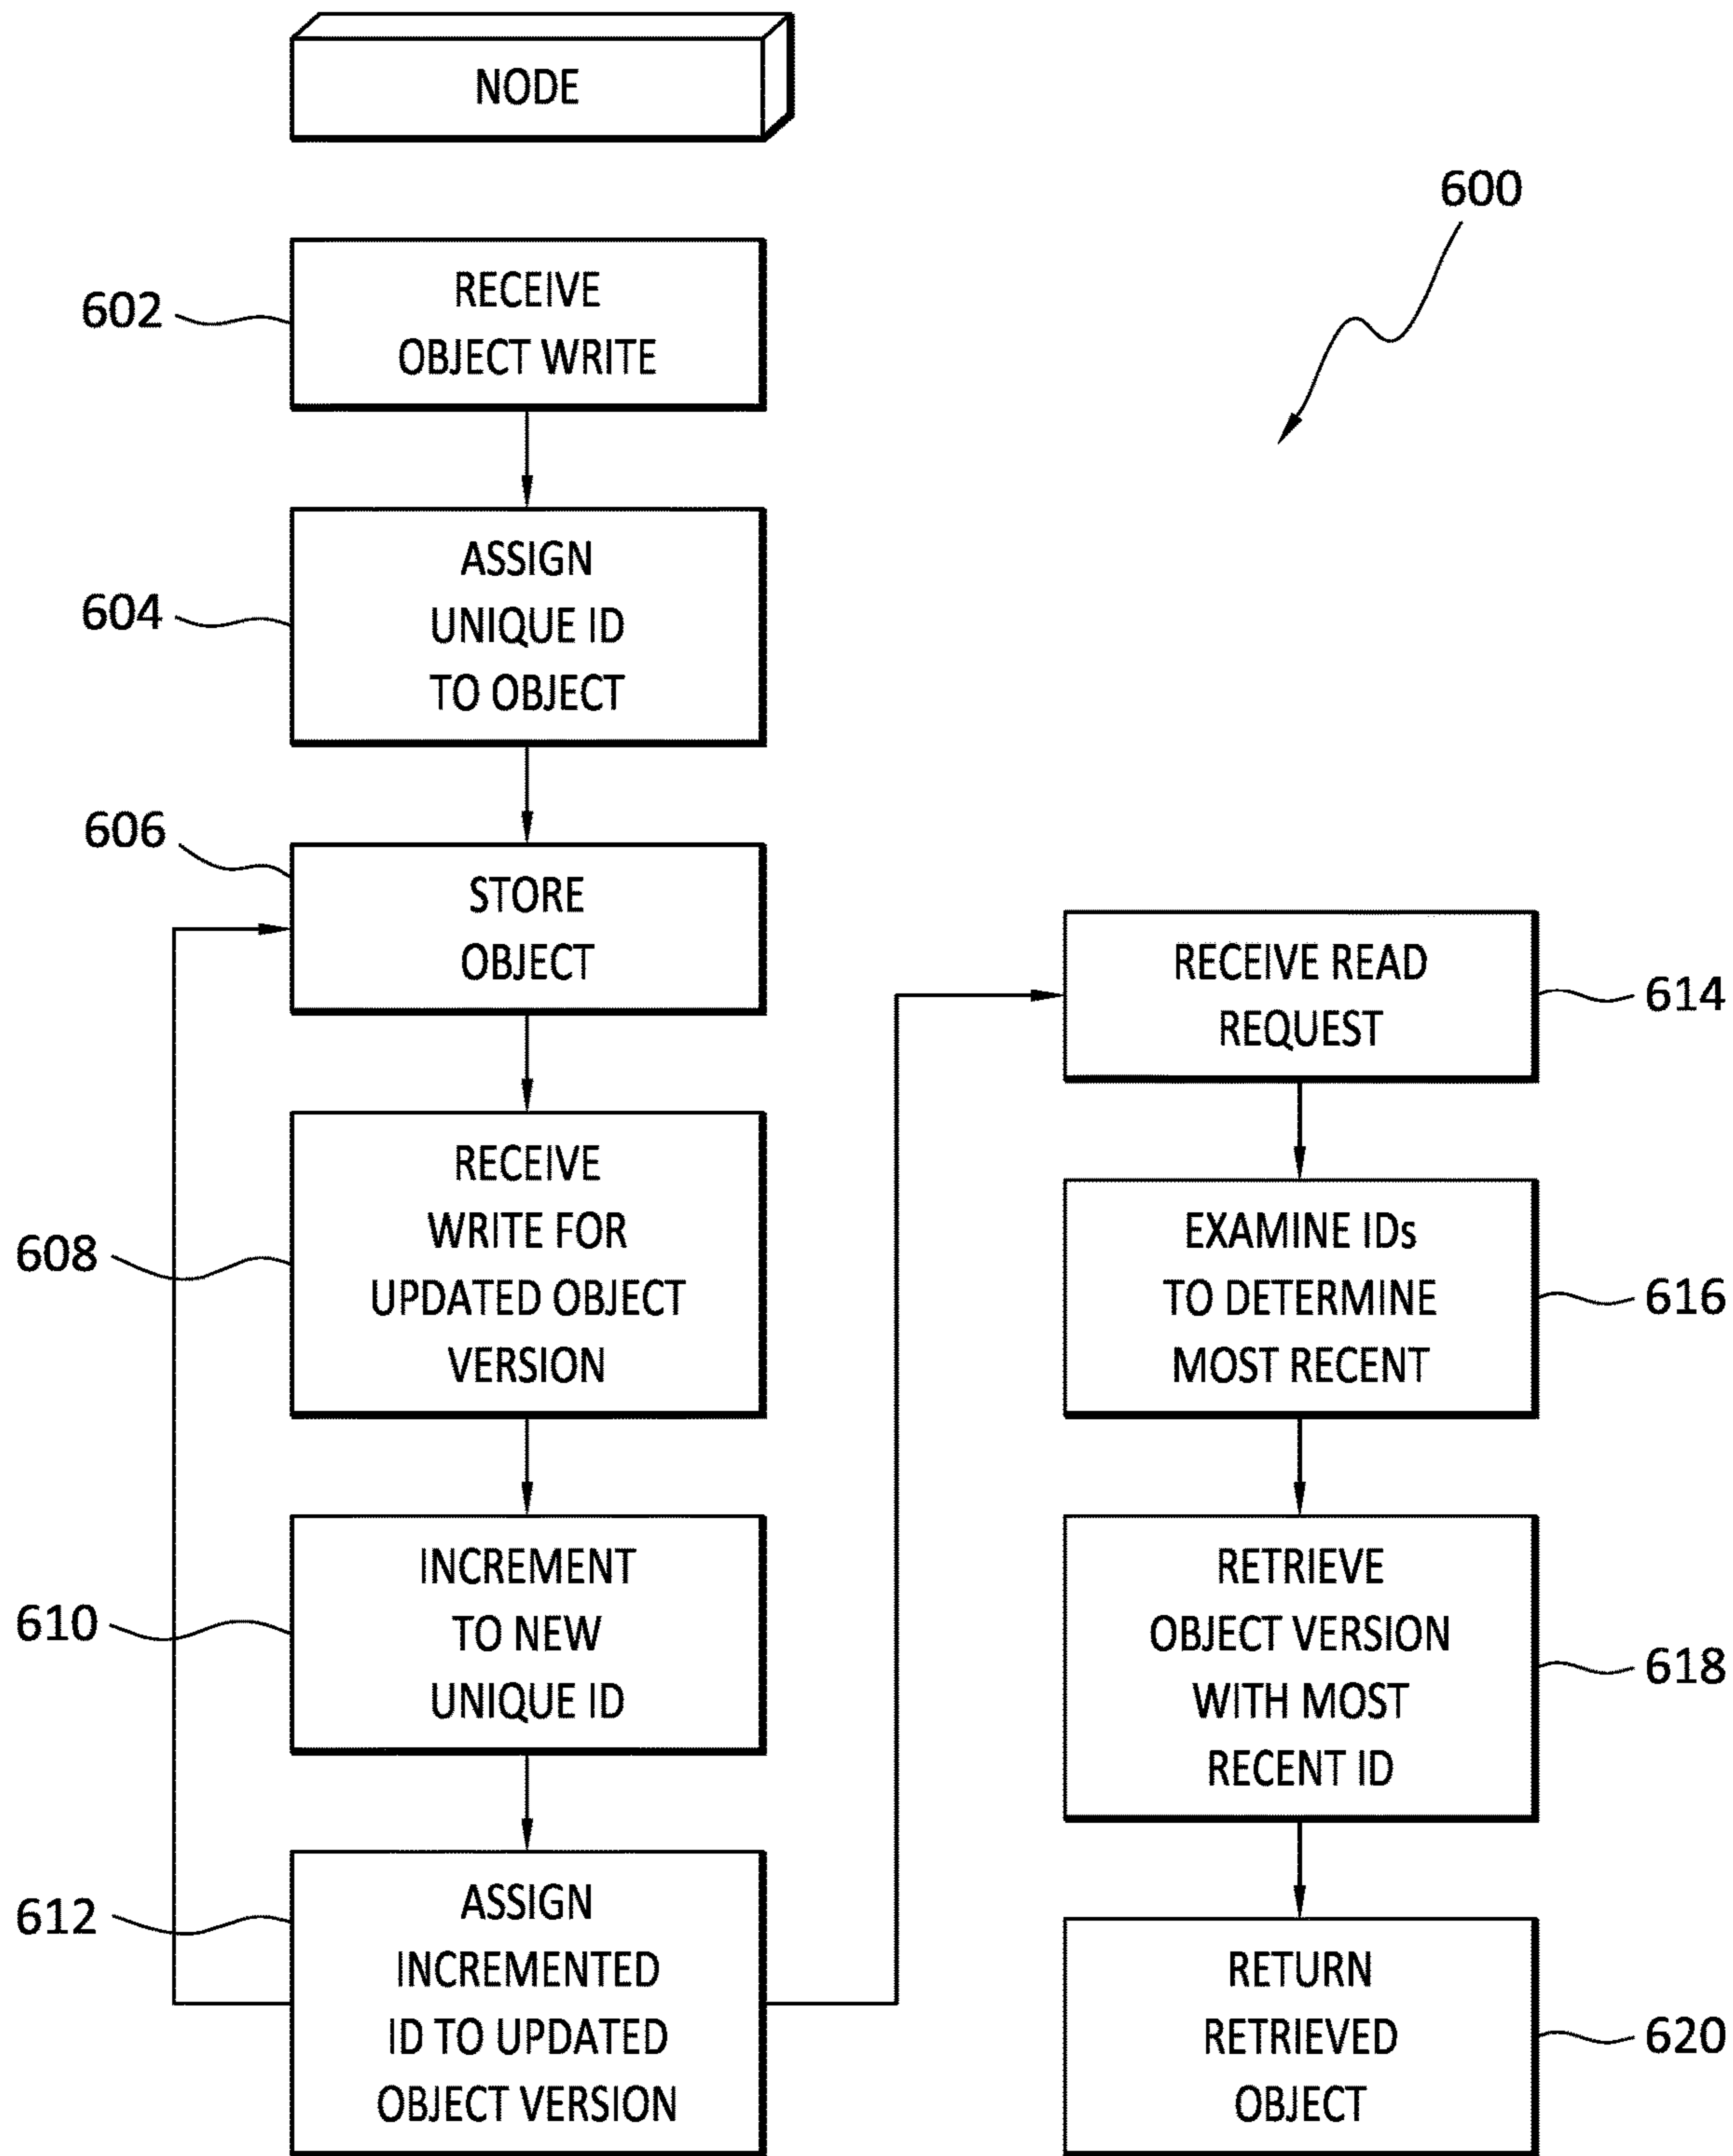 NODE
600
602
RECEIVE
OBJECT WRITE
604
ASSIGN
UNIQUE ID
TO OBJECT
606
STORE
OBJECT
608
RECEIVE
WRITE FOR
UPDATED OBJECT
VERSION
610
INCREMENT
TO NEW
UNIQUE ID
612
ASSIGN
INCREMENTED
ID TO UPDATED
OBJECT VERSION
RECEIVE READ
REQUEST
614
EXAMINE IDs
TO DETERMINE
MOST RECENT
616
RETRIEVE
OBJECT VERSION
WITH MOST
RECENT ID
618
RETURN
RETRIEVED
OBJECT
620